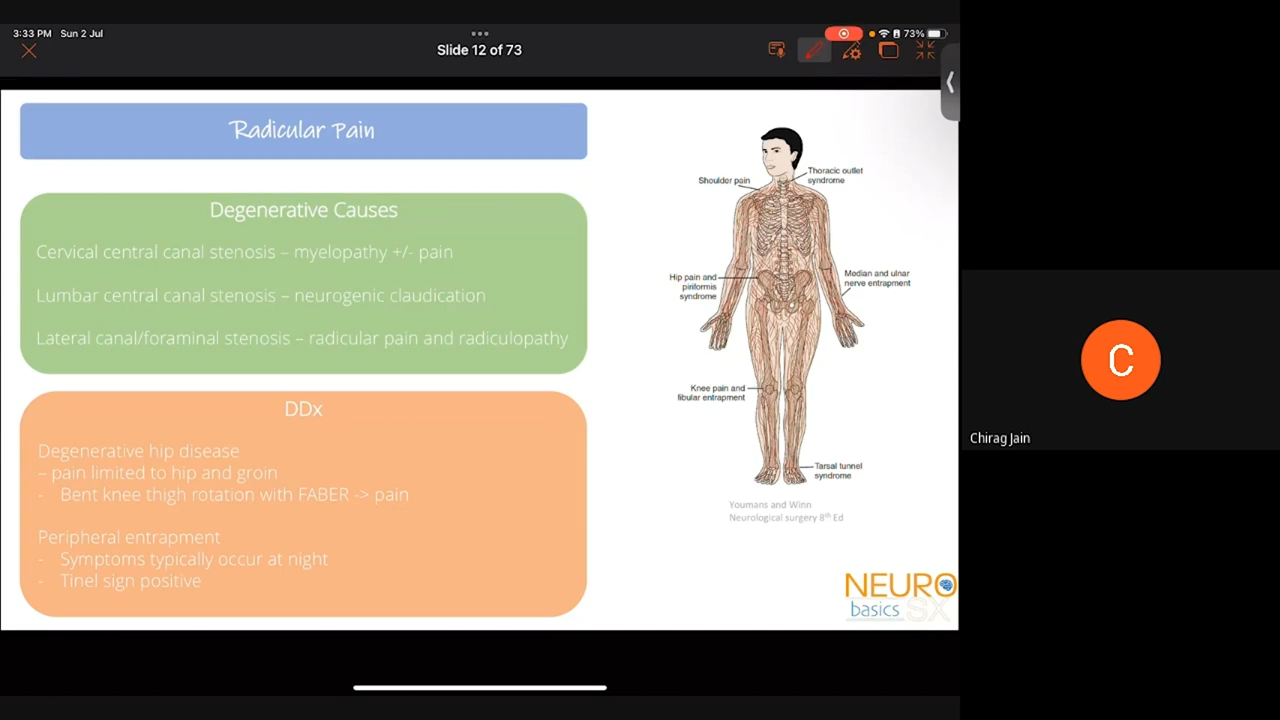 3:33 PM Sun 2 Jul
73%
Slide 12 of 73
Radicular Pain
Degenerative Causes
Cervical central canal stenosis – myelopathy +/- pain
Lumbar central canal stenosis – neurogenic claudication
Lateral canal/foraminal stenosis – radicular pain and radiculopathy
DDx
Degenerative hip disease
– pain limited to hip and groin
- Bent knee thigh rotation with FABER -> pain
Peripheral entrapment
- Symptoms typically occur at night
- Tinel sign positive
Shoulder pain
Thoracic outlet
syndrome
Hip pain and
piriformis
syndrome
Median and ulnar
nerve entrapment
Knee pain and
fibular entrapment
Tarsal tunnel
syndrome
Youmans and Winn
Neurological surgery 8th Ed
NEURO
basics SX
C
Chirag Jain